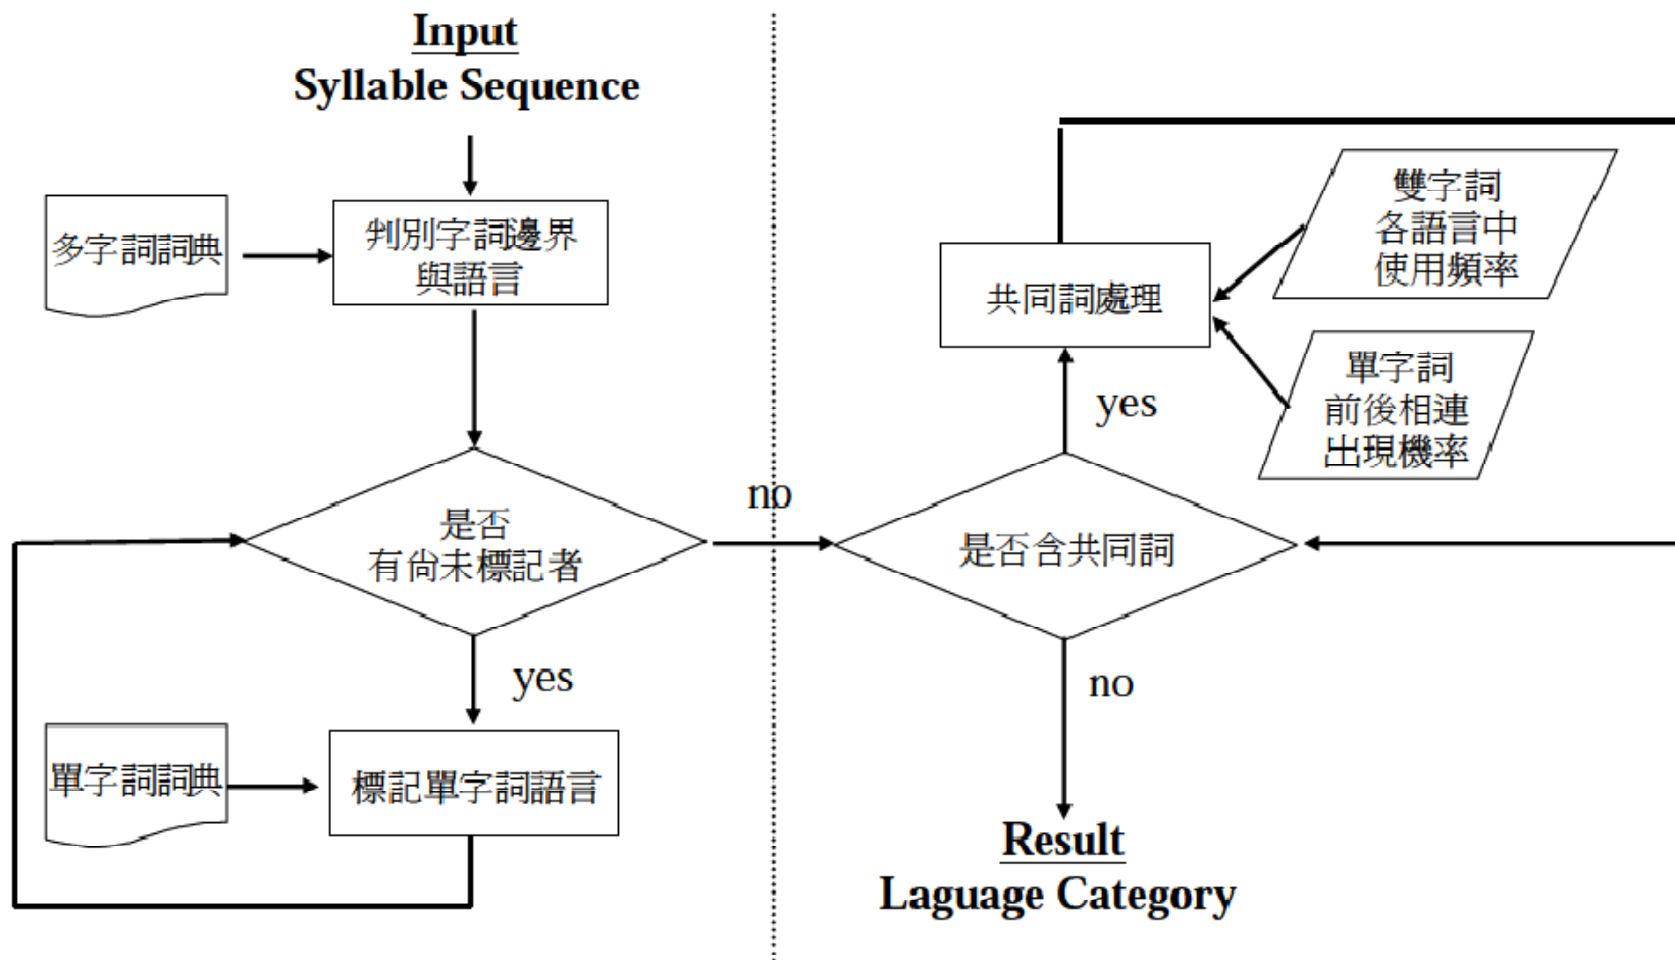 Input
Syllable Sequence
多字詞詞典
判別字詞邊界
與語言
是否
有尚未標記者
yes
單字詞詞典
標記單字詞語言
no
雙字詞
各語言中
使用頻率
共同詞處理
單字詞
前後相連
出現機率
yes
是否含共同詞
no
Result
Laguage Category